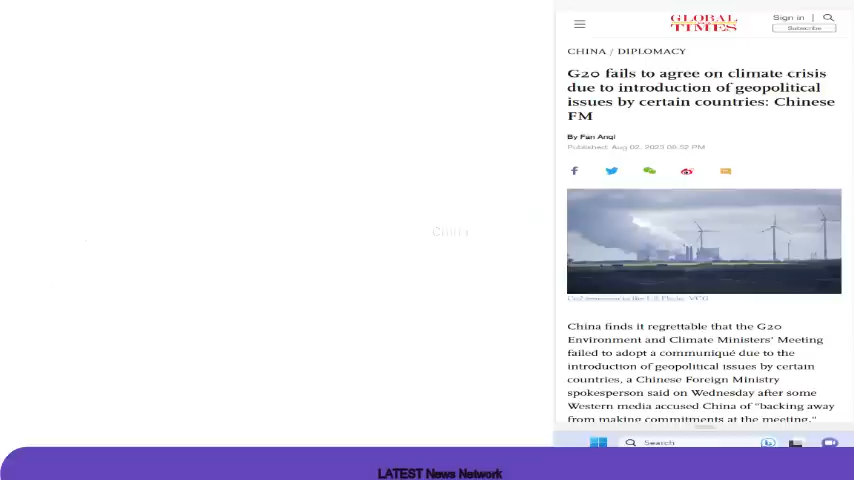 GLOBAL
TIMES
Sign in |
Subscribe
CHINA / DIPLOMACY
G20 fails to agree on climate crisis
due to introduction of geopolitical
issues by certain countries: Chinese
FM
By Fan Anqi
Published: Aug 02, 2023 08:52 PM
China finds it regrettable that the G20
Environment and Climate Ministers' Meeting
failed to adopt a communiqué due to the
introduction of geopolitical issues by certain
countries, a Chinese Foreign Ministry
spokesperson said on Wednesday after some
Western media accused China of "backing away
from making commitments at the meeting."
Search
LATEST News Network